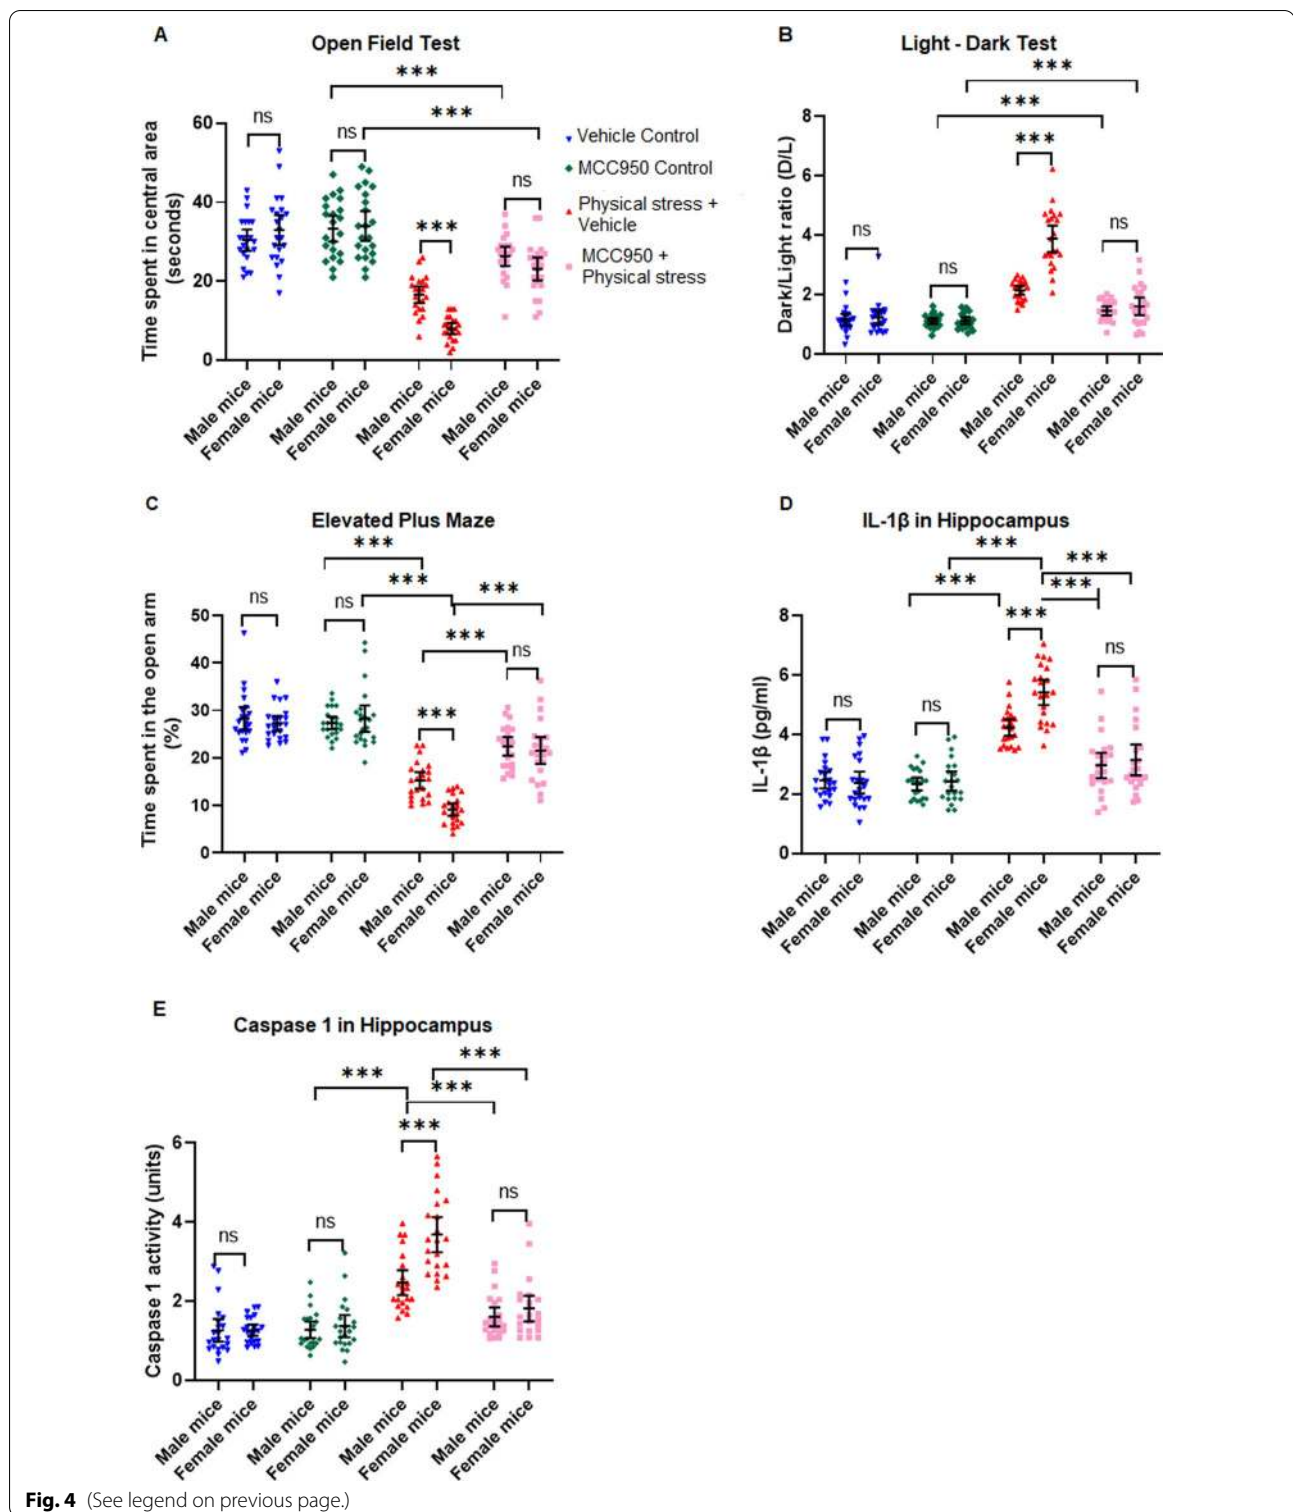 A
Open Field Test
***
***
ns
ns
***
ns
60
40
20
0
Time spent in central area
(seconds)
Male mice
Female mice
Male mice
Female mice
Male mice
Female mice
Male mice
Female mice
Vehicle Control
MCC950 Control
Physical stress +
Vehicle
MCC950 +
Physical stress
B
Light - Dark Test
***
***
***
ns
ns
ns
8
6
4
2
0
Dark/Light ratio (D/L)
Male mice
Female mice
Male mice
Female mice
Male mice
Female mice
Male mice
Female mice
C
Elevated Plus Maze
***
***
***
***
ns
ns
***
ns
50
40
30
20
10
0
Time spent in the open arm
(%)
Male mice
Female mice
Male mice
Female mice
Male mice
Female mice
Male mice
Female mice
D
IL-1β in Hippocampus
***
***
***
***
***
ns
ns
ns
8
6
4
2
0
IL-1β (pg/ml)
Male mice
Female mice
Male mice
Female mice
Male mice
Female mice
Male mice
Female mice
E
Caspase 1 in Hippocampus
***
***
***
***
ns
ns
ns
6
4
2
0
Caspase 1 activity (units)
Male mice
Female mice
Male mice
Female mice
Male mice
Female mice
Male mice
Female mice
Fig. 4 (See legend on previous page.)